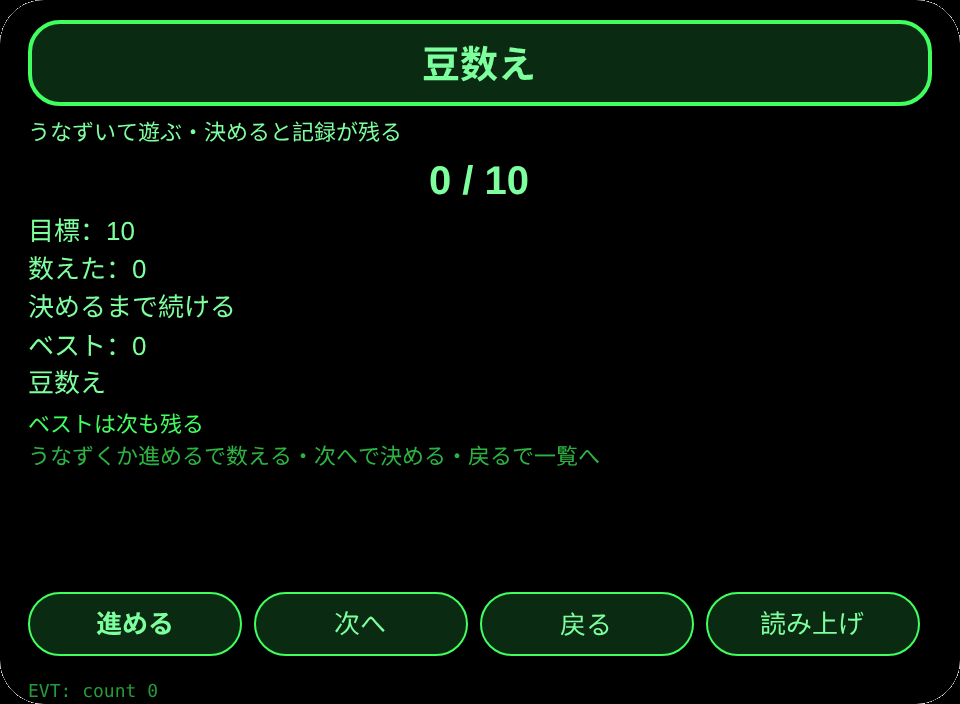 豆数え
うなずいて遊ぶ・決めると記録が残る
0 / 10
目標：10
数えた：0
決めるまで続ける
ベスト：0
豆数え
ベストは次も残る
うなずくか進めるで数える・次へで決める・戻るで一覧へ
進める
次へ
戻る
読み上げ
EVT: count 0